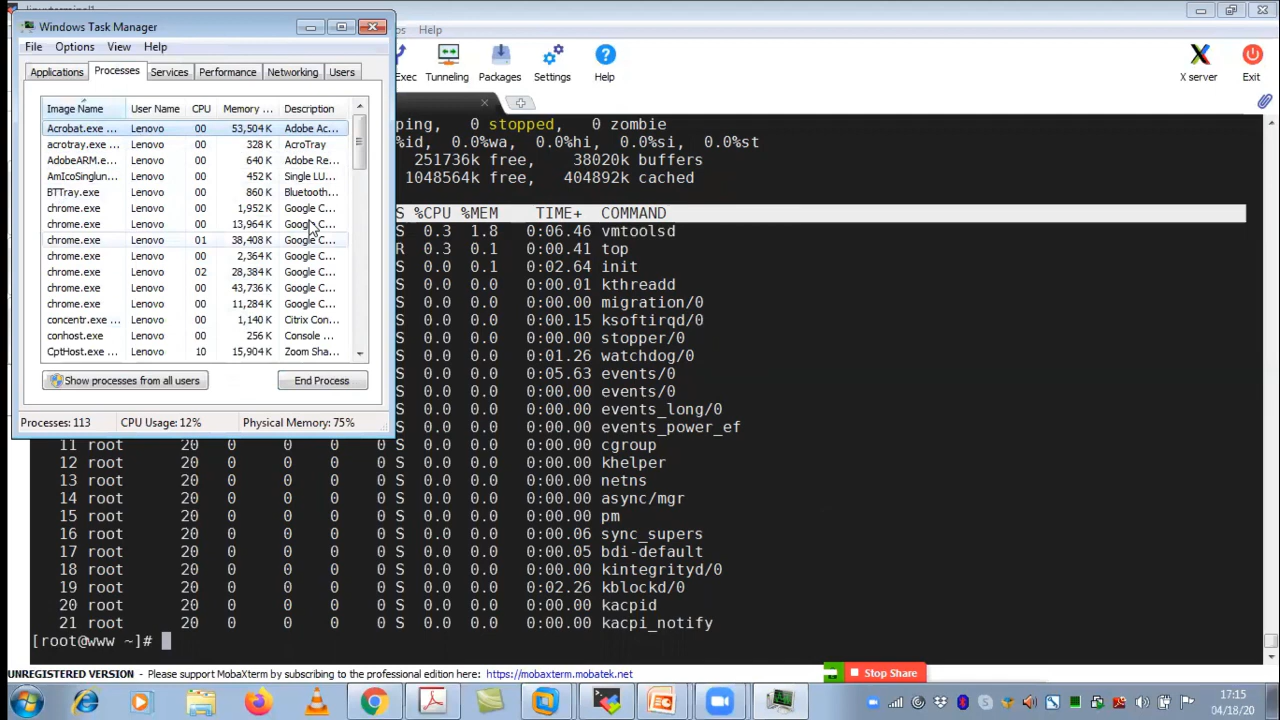 Windows Task Manager
File Options View Help
Applications Processes Services Performance Networking Users
Image Name User Name CPU Memory ... Description
Acrobat.exe ... Lenovo 00 53,504 K Adobe Ac...
acrotray.exe ... Lenovo 00 328 K AcroTray
AdobeARM.e... Lenovo 00 640 K Adobe Re...
AmIcoSinglun... Lenovo 00 452 K Single LU...
BTTray.exe Lenovo 00 860 K Bluetooth...
chrome.exe Lenovo 00 1,952 K Google C...
chrome.exe Lenovo 00 13,964 K Google C...
chrome.exe Lenovo 01 38,408 K Google C...
chrome.exe Lenovo 00 2,364 K Google C...
chrome.exe Lenovo 02 28,384 K Google C...
chrome.exe Lenovo 00 43,736 K Google C...
chrome.exe Lenovo 00 11,284 K Google C...
concentr.exe ... Lenovo 00 1,140 K Citrix Con...
conhost.exe Lenovo 00 256 K Console ...
CptHost.exe ... Lenovo 10 15,904 K Zoom Sha...
Show processes from all users End Process
Processes: 113 CPU Usage: 12% Physical Memory: 75%
Help
Exec Tunneling Packages Settings Help X server Exit
ping, 0 stopped, 0 zombie
%id, 0.0%wa, 0.0%hi, 0.0%si, 0.0%st
251736k free, 38020k buffers
1048564k free, 404892k cached
S %CPU %MEM TIME+ COMMAND
S 0.3 1.8 0:06.46 vmtoolsd
R 0.3 0.1 0:00.41 top
S 0.0 0.1 0:02.64 init
S 0.0 0.0 0:00.01 kthreadd
S 0.0 0.0 0:00.00 migration/0
S 0.0 0.0 0:00.15 ksoftirqd/0
S 0.0 0.0 0:00.00 stopper/0
S 0.0 0.0 0:01.26 watchdog/0
S 0.0 0.0 0:05.63 events/0
S 0.0 0.0 0:00.00 events/0
S 0.0 0.0 0:00.00 events_long/0
S 0.0 0.0 0:00.00 events_power_ef
11 root 20 0 0 0 0 S 0.0 0.0 0:00.00 cgroup
12 root 20 0 0 0 0 S 0.0 0.0 0:00.00 khelper
13 root 20 0 0 0 0 S 0.0 0.0 0:00.00 netns
14 root 20 0 0 0 0 S 0.0 0.0 0:00.00 async/mgr
15 root 20 0 0 0 0 S 0.0 0.0 0:00.00 pm
16 root 20 0 0 0 0 S 0.0 0.0 0:00.06 sync_supers
17 root 20 0 0 0 0 S 0.0 0.0 0:00.05 bdi-default
18 root 20 0 0 0 0 S 0.0 0.0 0:00.00 kintegrityd/0
19 root 20 0 0 0 0 S 0.0 0.0 0:02.26 kblockd/0
20 root 20 0 0 0 0 S 0.0 0.0 0:00.00 kacpid
21 root 20 0 0 0 0 S 0.0 0.0 0:00.00 kacpi_notify
[root@www ~]#
UNREGISTERED VERSION - Please support MobaXterm by subscribing to the professional edition here: https://mobaxterm.mobatek.net
Stop Share
17:15
04/18/20